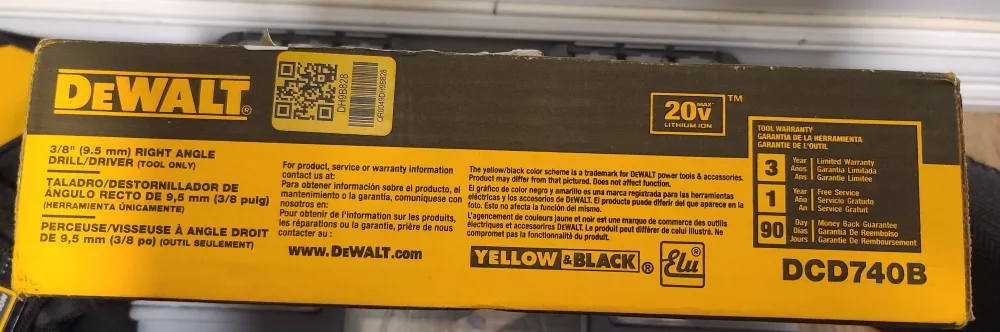 DEWALT®
DH9B828
QR0049DH9B828
20V MAX™
LITHIUM ION
3/8" (9.5 mm) RIGHT ANGLE
DRILL/DRIVER (TOOL ONLY)
TALADRO/DESTORNILLADOR DE
ÁNGULO RECTO DE 9,5 mm (3/8 pulg)
(HERRAMIENTA ÚNICAMENTE)
PERCEUSE/VISSEUSE À ANGLE DROIT
DE 9,5 mm (3/8 po) (OUTIL SEULEMENT)
For product, service or warranty information
contact us at:
Para obtener información sobre el producto, el
mantenimiento o la garantía, comuníquese con
nosotros en:
Pour obtenir de l'information sur les produits,
les réparations ou la garantie, prière de nous
contacter au :
www.DEWALT.com
The yellow/black color scheme is a trademark for DEWALT power tools & accessories.
Product may differ from that pictured. Does not affect function.
El gráfico de color negro y amarillo es una marca registrada para las herramientas
eléctricas y los accesorios de DEWALT. El producto puede diferir del que aparece en la
foto. Esto no afecta la función del mismo.
L'agencement de couleurs jaune et noir est une marque de commerce des outils
électriques et accessoires DEWALT. Le produit peut différer de celui illustré. Ne
compromet pas la fonctionnalité du produit.
YELLOW & BLACK®
Elu®
TOOL WARRANTY
GARANTÍA DE LA HERRAMIENTA
GARANTIE DE L'OUTIL
3 Year Años Ans Limited Warranty Garantía Limitada Garantie Limitée
1 Year Año An Free Service Servicio Gratuito Service Gratuit
90 Day Días Jours Money Back Guarantee Garantía De Reembolso Garantie De Remboursement
DCD740B